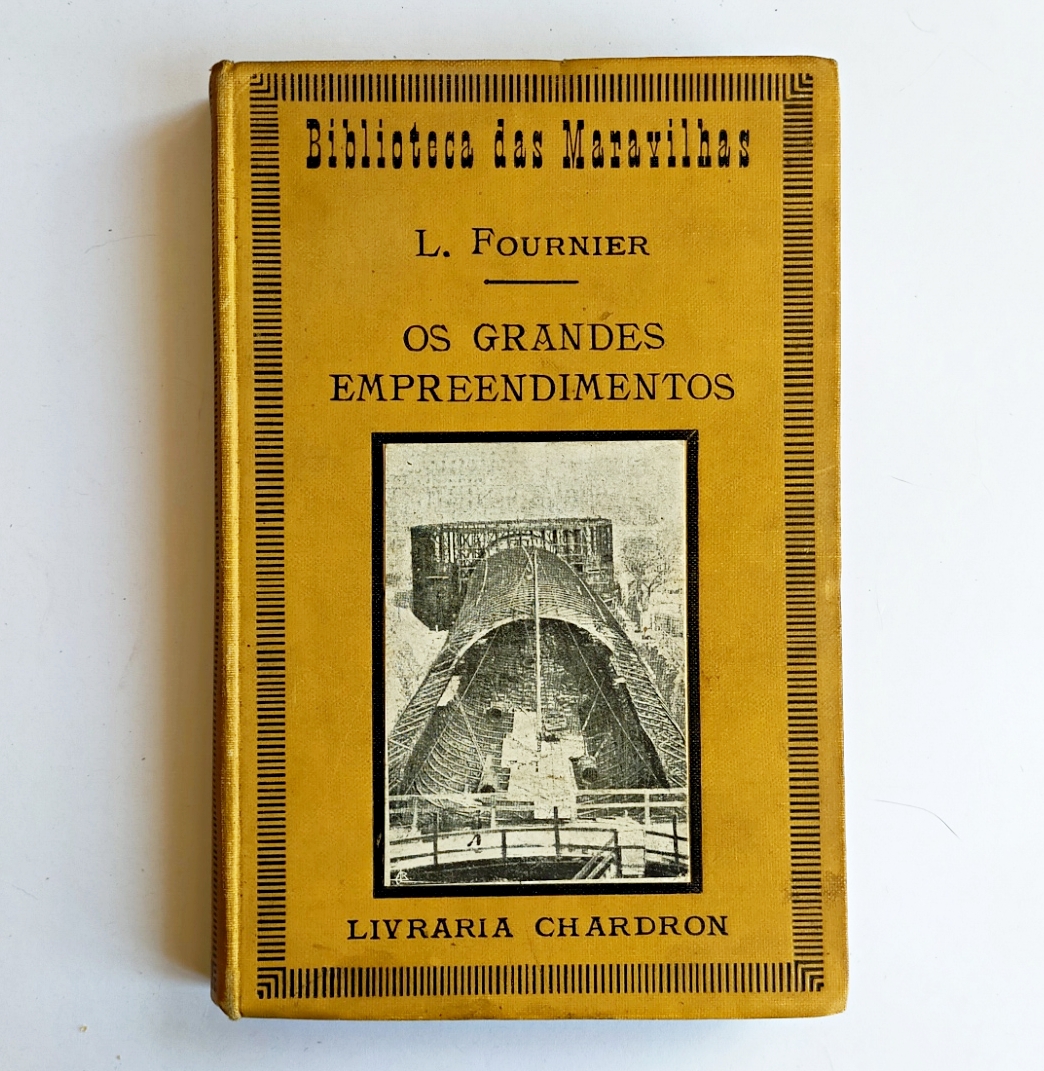 Biblioteca das Maravilhas
L. FOURNIER
OS GRANDES
EMPREENDIMENTOS
LIVRARIA CHARDRON